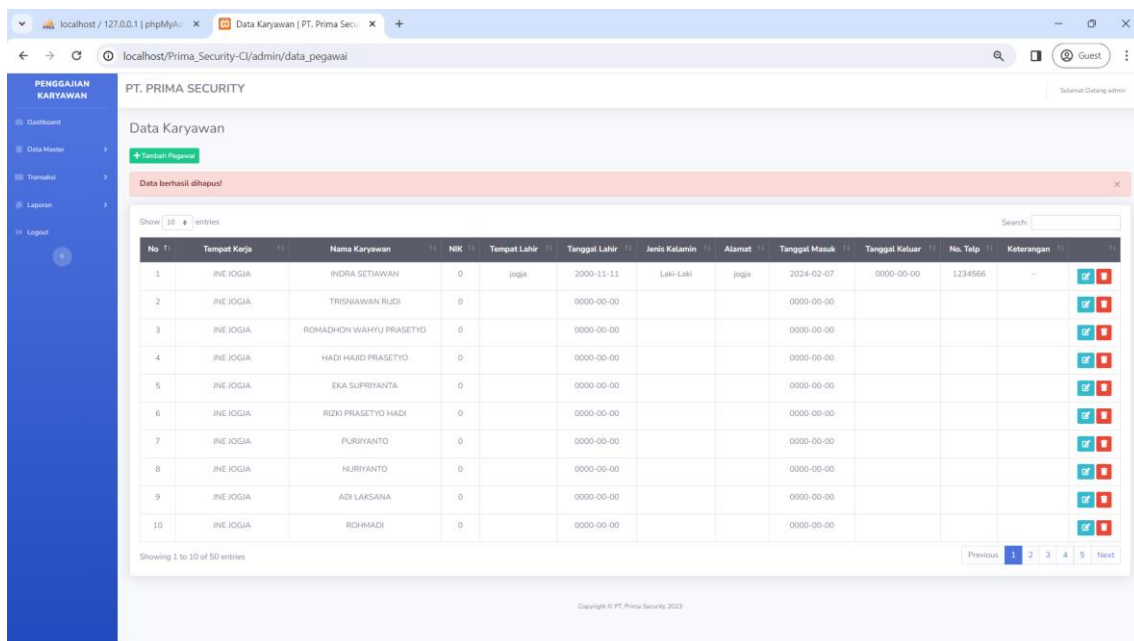 localhost / 127.0.0.1 | phpMyAd
Data Karyawan | PT. Prima Secu
localhost/Prima_Security-CI/admin/data_pegawai
Guest
PENGGAJIAN
KARYAWAN
PT. PRIMA SECURITY
Selamat Datang admin
Dashboard
Data Master
Transaksi
Laporan
Logout
Data Karyawan
+ Tambah Pegawai
Data berhasil dihapus!
Show 10 entries
Search:
No Tempat Kerja Nama Karyawan NIK Tempat Lahir Tanggal Lahir Jenis Kelamin Alamat Tanggal Masuk Tanggal Keluar No. Telp Keterangan
1 JNE JOGJA INDRA SETIAWAN 0 jogja 2000-11-11 Laki-Laki jogja 2024-02-07 0000-00-00 1234566 -
2 JNE JOGJA TRISNIAWAN RUDI 0 0000-00-00 0000-00-00
3 JNE JOGJA ROMADHON WAHYU PRASETYO 0 0000-00-00 0000-00-00
4 JNE JOGJA HADI HAJID PRASETYO 0 0000-00-00 0000-00-00
5 JNE JOGJA EKA SUPRIYANTA 0 0000-00-00 0000-00-00
6 JNE JOGJA RIZKI PRASETYO HADI 0 0000-00-00 0000-00-00
7 JNE JOGJA PURJIYANTO 0 0000-00-00 0000-00-00
8 JNE JOGJA NURIYANTO 0 0000-00-00 0000-00-00
9 JNE JOGJA ADI LAKSANA 0 0000-00-00 0000-00-00
10 JNE JOGJA ROHMADI 0 0000-00-00 0000-00-00
Showing 1 to 10 of 50 entries
Previous 1 2 3 4 5 Next
Copyright © PT. Prima Security 2023